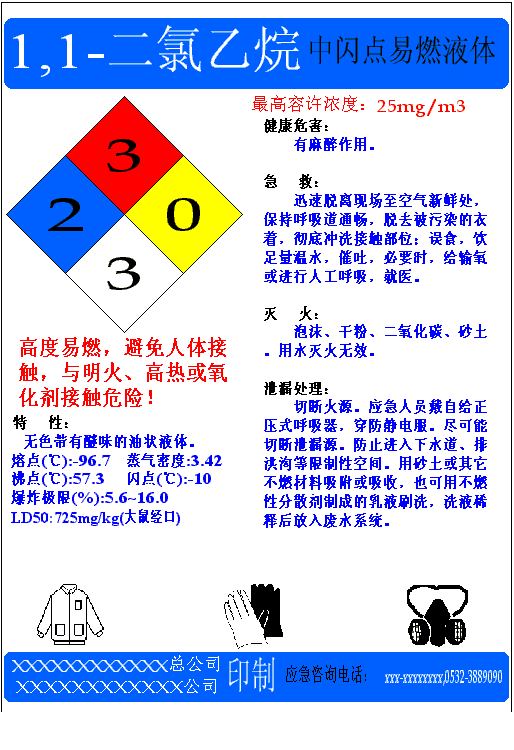 1,1-二氯乙烷 中闪点易燃液体
最高容许浓度：25mg/m3
3
2
0
3
高度易燃，避免人体接
触，与明火、高热或氧
化剂接触危险！
特 性：
无色带有醚味的油状液体。
熔点(℃):-96.7 蒸气密度:3.42
沸点(℃):57.3 闪点(℃):-10
爆炸极限(%):5.6~16.0
LD50:725mg/kg(大鼠经口)
健康危害：
有麻醉作用。
急 救：
迅速脱离现场至空气新鲜处，
保持呼吸道通畅，脱去被污染的衣
着，彻底冲洗接触部位；误食，饮
足量温水，催吐，必要时，给输氧
或进行人工呼吸，就医。
灭 火：
泡沫、干粉、二氧化碳、砂土
。用水灭火无效。
泄漏处理：
切断火源。应急人员戴自给正
压式呼吸器，穿防静电服。尽可能
切断泄漏源。防止进入下水道、排
洪沟等限制性空间。用砂土或其它
不燃材料吸附或吸收，也可用不燃
性分散剂制成的乳液刷洗，洗液稀
释后放入废水系统。
XXXXXXXXXXXX总公司
XXXXXXXXXXXXX公司
印制
应急咨询电话： xxx-xxxxxxxx,0532-3889090